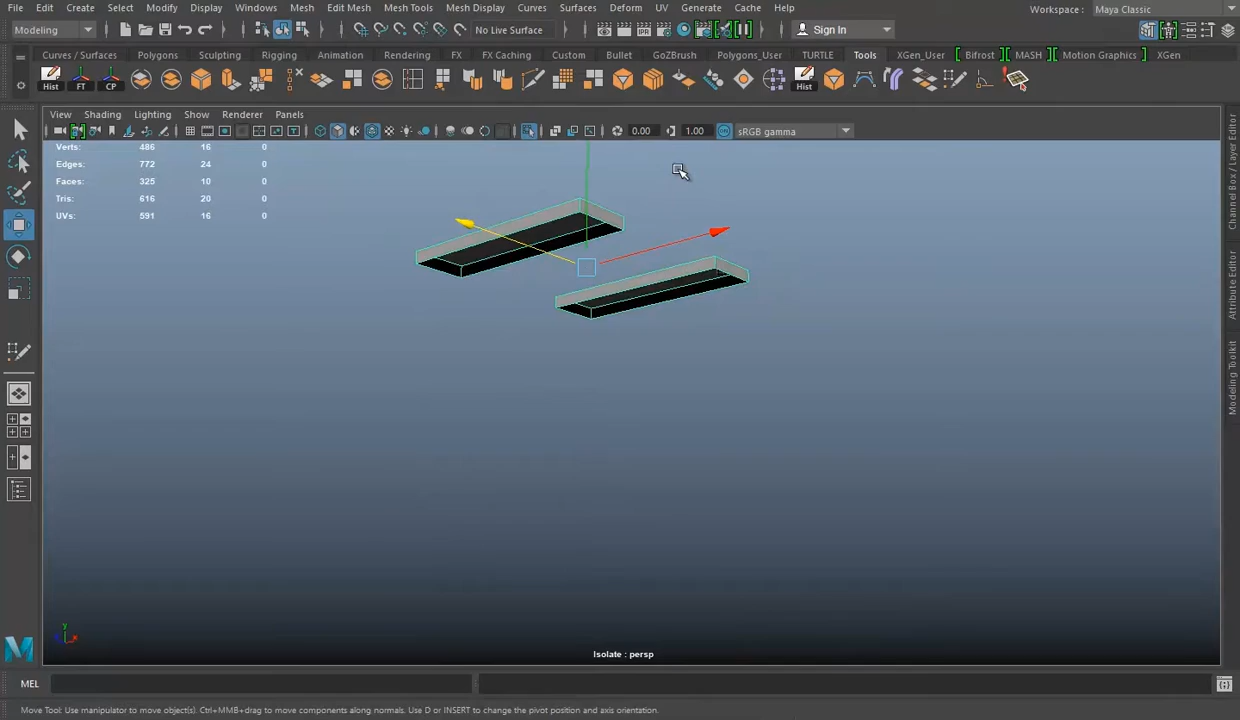 File Edit Create Select Modify Display Windows Mesh Edit Mesh Mesh Tools Mesh Display Curves Surfaces Deform UV Generate Cache Help Workspace : Maya Classic
Modeling No Live Surface Sign In
Curves / Surfaces Polygons Sculpting Rigging Animation Rendering FX FX Caching Custom Bullet GoZBrush Polygons_User TURTLE Tools XGen_User Bifrost MASH Motion Graphics XGen
Hist FT CP Hist
View Shading Lighting Show Renderer Panels
0.00 1.00 sRGB gamma
Verts: 486 16 0
Edges: 772 24 0
Faces: 325 10 0
Tris: 616 20 0
UVs: 591 16 0
Channel Box / Layer Editor
Attribute Editor
Modeling Toolkit
y
x
Isolate : persp
MEL
Move Tool: Use manipulator to move object(s). Ctrl+MMB+drag to move components along normals. Use D or INSERT to change the pivot position and axis orientation.